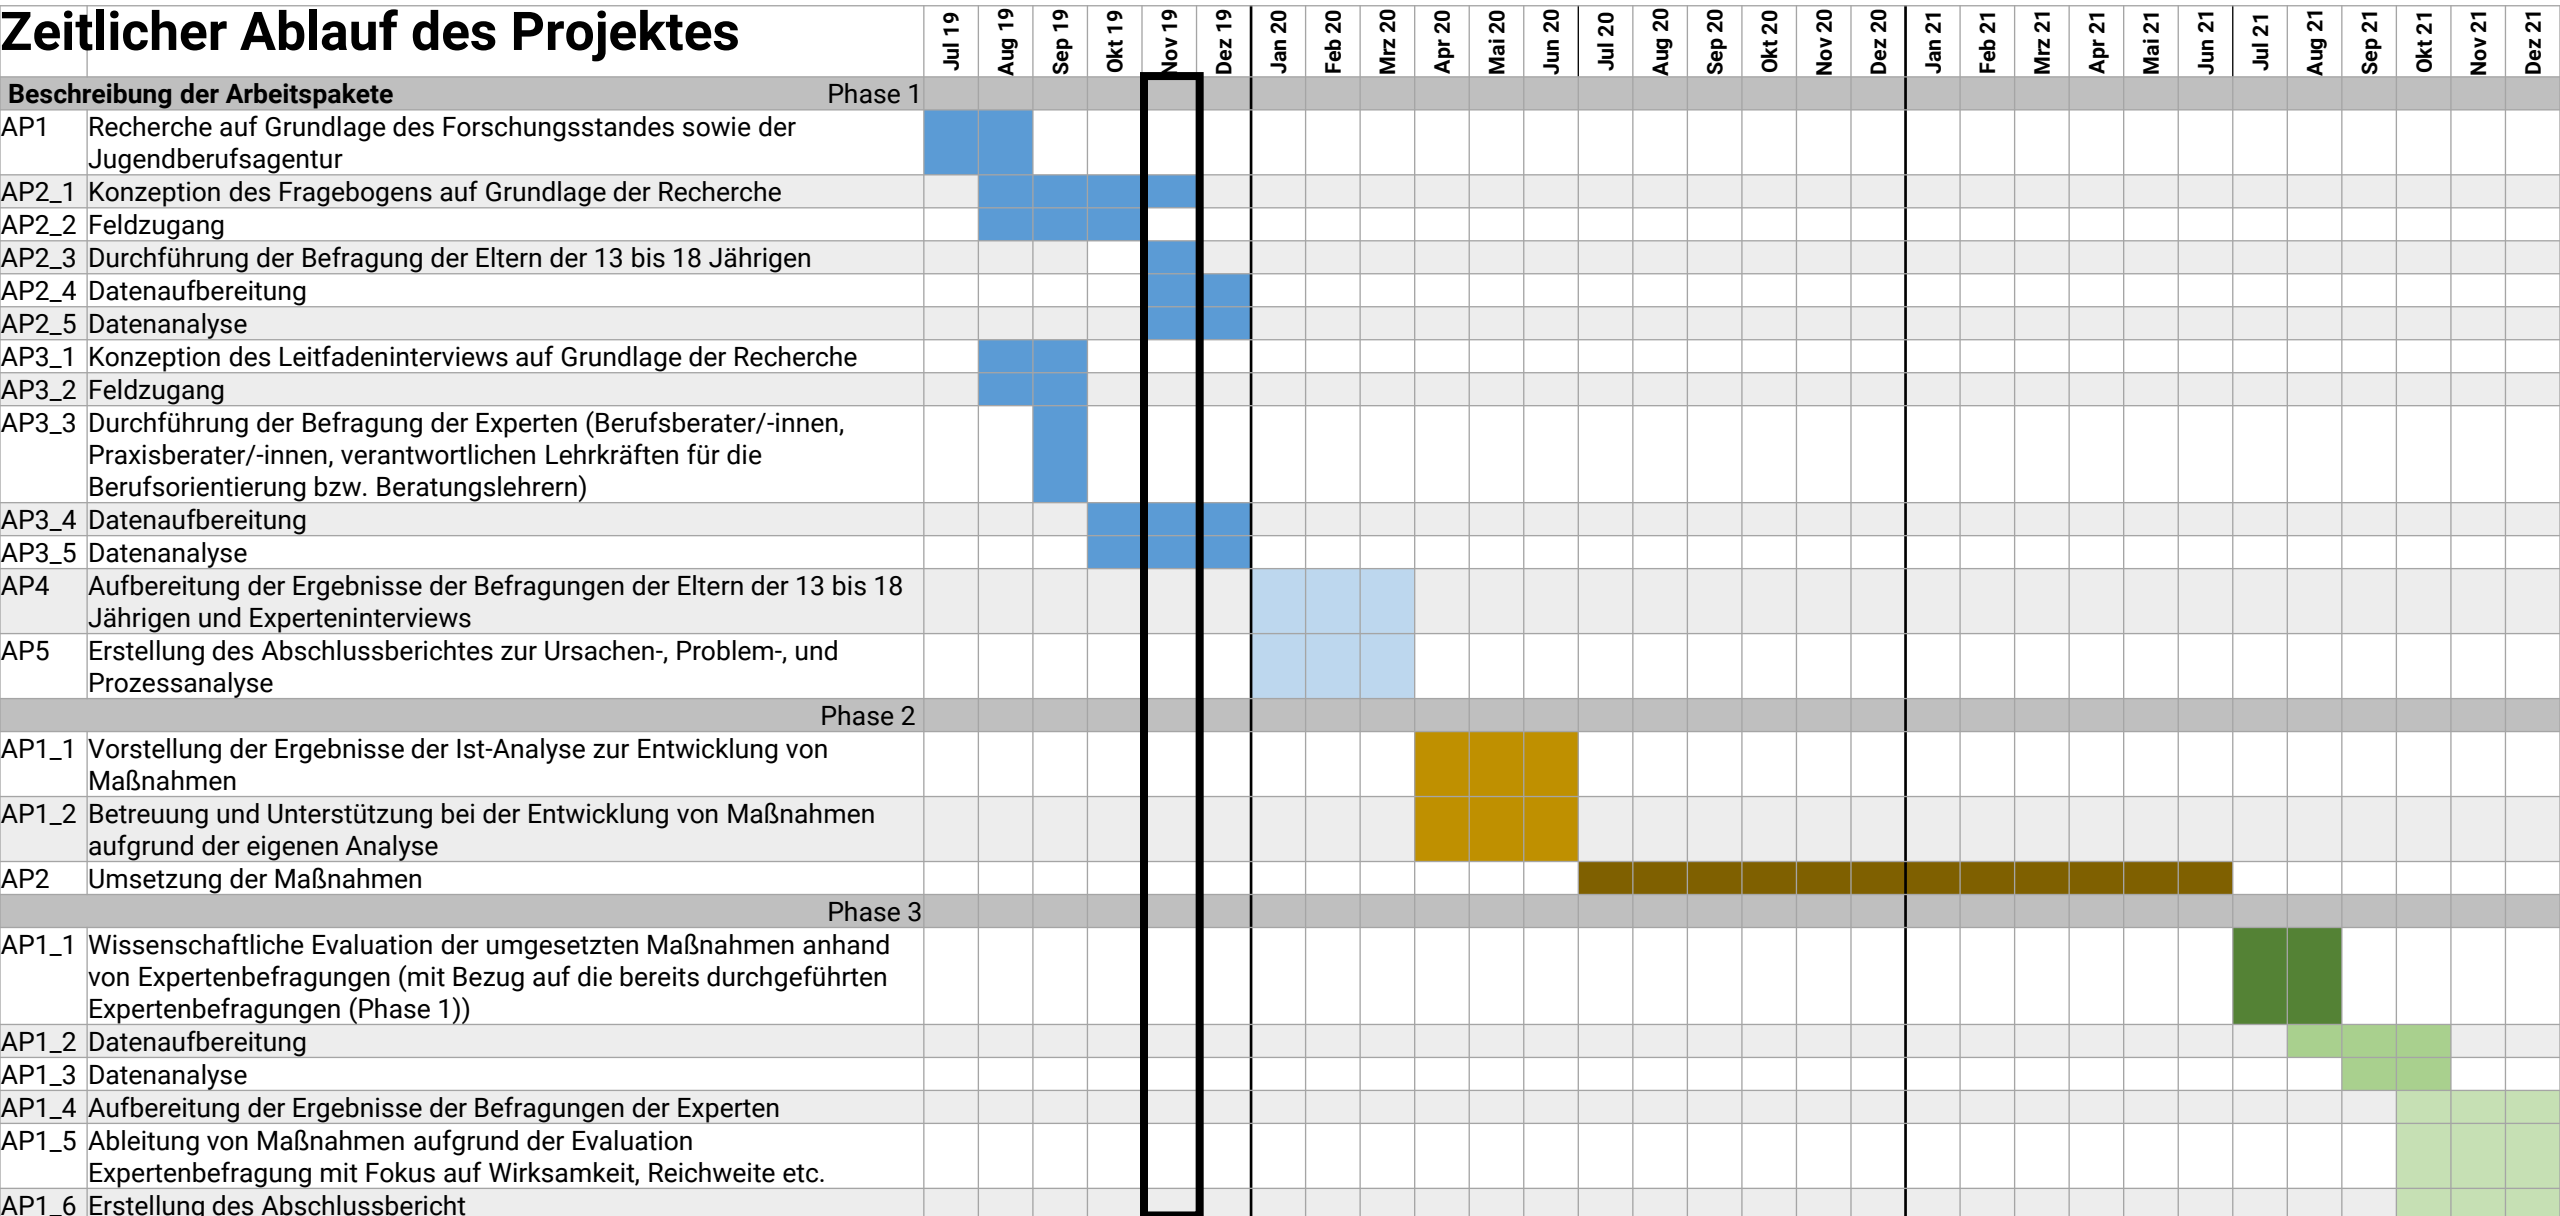 Zeitlicher Ablauf des Projektes
Jul 19
Aug 19
Sep 19
Okt 19
Nov 19
Dez 19
Jan 20
Feb 20
Mrz 20
Apr 20
Mai 20
Jun 20
Jul 20
Aug 20
Sep 20
Okt 20
Nov 20
Dez 20
Jan 21
Feb 21
Mrz 21
Apr 21
Mai 21
Jun 21
Jul 21
Aug 21
Sep 21
Okt 21
Nov 21
Dez 21
Beschreibung der Arbeitspakete Phase 1
AP1 Recherche auf Grundlage des Forschungsstandes sowie der
Jugendberufsagentur
AP2_1 Konzeption des Fragebogens auf Grundlage der Recherche
AP2_2 Feldzugang
AP2_3 Durchführung der Befragung der Eltern der 13 bis 18 Jährigen
AP2_4 Datenaufbereitung
AP2_5 Datenanalyse
AP3_1 Konzeption des Leitfadeninterviews auf Grundlage der Recherche
AP3_2 Feldzugang
AP3_3 Durchführung der Befragung der Experten (Berufsberater/-innen,
Praxisberater/-innen, verantwortlichen Lehrkräften für die
Berufsorientierung bzw. Beratungslehrern)
AP3_4 Datenaufbereitung
AP3_5 Datenanalyse
AP4 Aufbereitung der Ergebnisse der Befragungen der Eltern der 13 bis 18
Jährigen und Experteninterviews
AP5 Erstellung des Abschlussberichtes zur Ursachen-, Problem-, und
Prozessanalyse
Phase 2
AP1_1 Vorstellung der Ergebnisse der Ist-Analyse zur Entwicklung von
Maßnahmen
AP1_2 Betreuung und Unterstützung bei der Entwicklung von Maßnahmen
aufgrund der eigenen Analyse
AP2 Umsetzung der Maßnahmen
Phase 3
AP1_1 Wissenschaftliche Evaluation der umgesetzten Maßnahmen anhand
von Expertenbefragungen (mit Bezug auf die bereits durchgeführten
Expertenbefragungen (Phase 1))
AP1_2 Datenaufbereitung
AP1_3 Datenanalyse
AP1_4 Aufbereitung der Ergebnisse der Befragungen der Experten
AP1_5 Ableitung von Maßnahmen aufgrund der Evaluation
Expertenbefragung mit Fokus auf Wirksamkeit, Reichweite etc.
AP1_6 Erstellung des Abschlussbericht